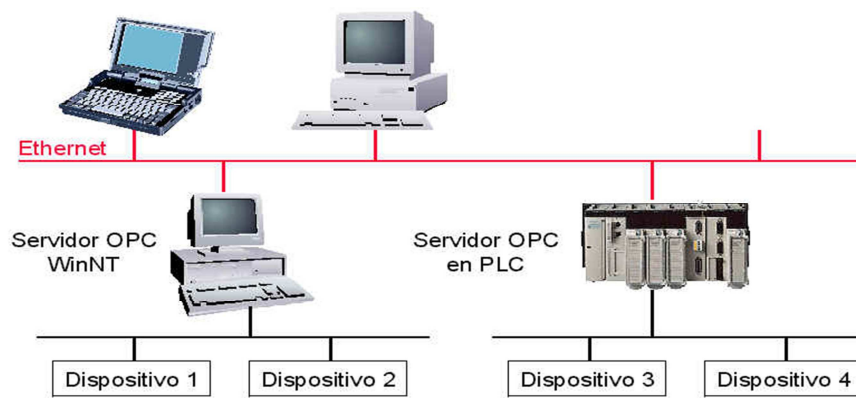 Ethernet
Servidor OPC
WinNT
Servidor OPC
en PLC
Dispositivo 1
Dispositivo 2
Dispositivo 3
Dispositivo 4